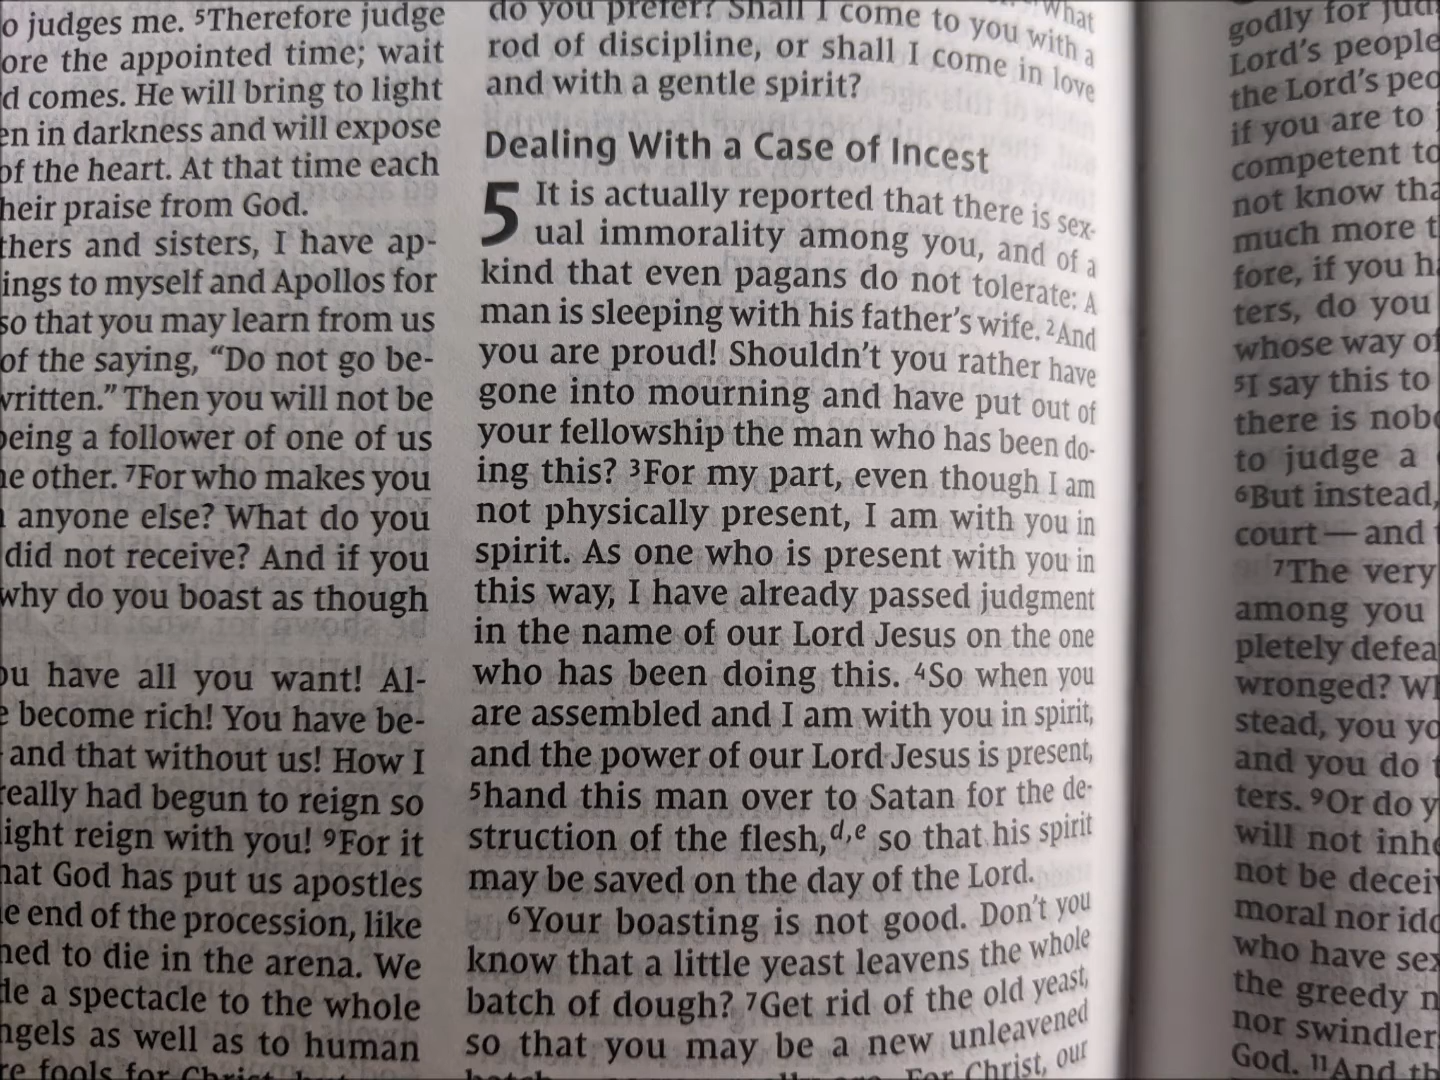 o judges me. ⁵Therefore judge
ore the appointed time; wait
d comes. He will bring to light
en in darkness and will expose
of the heart. At that time each
heir praise from God.
thers and sisters, I have ap-
ings to myself and Apollos for
so that you may learn from us
of the saying, “Do not go be-
written.” Then you will not be
being a follower of one of us
he other. ⁷For who makes you
anyone else? What do you
did not receive? And if you
why do you boast as though
ou have all you want! Al-
e become rich! You have be-
and that without us! How I
really had begun to reign so
ight reign with you! ⁹For it
hat God has put us apostles
e end of the procession, like
ned to die in the arena. We
de a spectacle to the whole
ngels as well as to human
re fools for Christ, but
do you prefer? Shall I come to you with a
rod of discipline, or shall I come in love
and with a gentle spirit?
Dealing With a Case of Incest
5 It is actually reported that there is sex-
ual immorality among you, and of a
kind that even pagans do not tolerate: A
man is sleeping with his father’s wife. ²And
you are proud! Shouldn’t you rather have
gone into mourning and have put out of
your fellowship the man who has been do-
ing this? ³For my part, even though I am
not physically present, I am with you in
spirit. As one who is present with you in
this way, I have already passed judgment
in the name of our Lord Jesus on the one
who has been doing this. ⁴So when you
are assembled and I am with you in spirit,
and the power of our Lord Jesus is present,
⁵hand this man over to Satan for the de-
struction of the flesh,ᵈ,ᵉ so that his spirit
may be saved on the day of the Lord.
⁶Your boasting is not good. Don’t you
know that a little yeast leavens the whole
batch of dough? ⁷Get rid of the old yeast,
so that you may be a new unleavened
For Christ, our
godly for jud
Lord’s people
the Lord’s peo
if you are to j
competent to
not know tha
much more t
fore, if you ha
ters, do you
whose way of
⁵I say this to
there is nobo
to judge a
⁶But instead,
court — and t
⁷The very
among you
pletely defea
wronged? Wh
stead, you yo
and you do t
ters. ⁹Or do y
will not inhe
not be deceiv
moral nor ido
who have sex
the greedy n
nor swindler
God. ¹¹And th